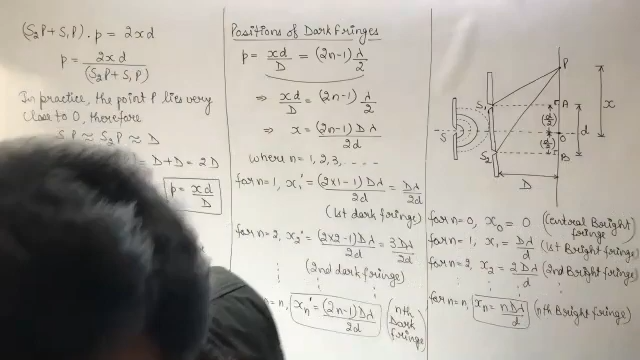 (S₂P + S₁P) . p = 2xd
p = 2xd / (S₂P + S₁P)
In practice, the point P lies very
close to O, therefore
S₁P ≈ S₂P ≈ D
= D + D = 2D
p = xd / D
Positions of Dark Fringes
p = xd / D = (2n-1) λ / 2
⇒ xd / D = (2n-1) λ / 2
⇒ x = (2n-1) Dλ / 2d
where n = 1, 2, 3, - - - - -
for n = 1, x₁' = (2x1-1) Dλ / 2d = Dλ / 2d
(1st dark fringe)
for n = 2, x₂' = (2x2-1) Dλ / 2d = 3Dλ / 2d
(2nd dark fringe)
= n, xₙ' = (2n-1) Dλ / 2d (nth Dark fringe)
P
S₁
A
x
d/2
d
S
O
d/2
S₂
B
D
for n = 0, x₀ = 0 (Central Bright fringe)
for n = 1, x₁ = Dλ / d (1st Bright fringe)
for n = 2, x₂ = 2Dλ / d (2nd Bright fringe)
for n = n, xₙ = nDλ / d (nth Bright fringe)